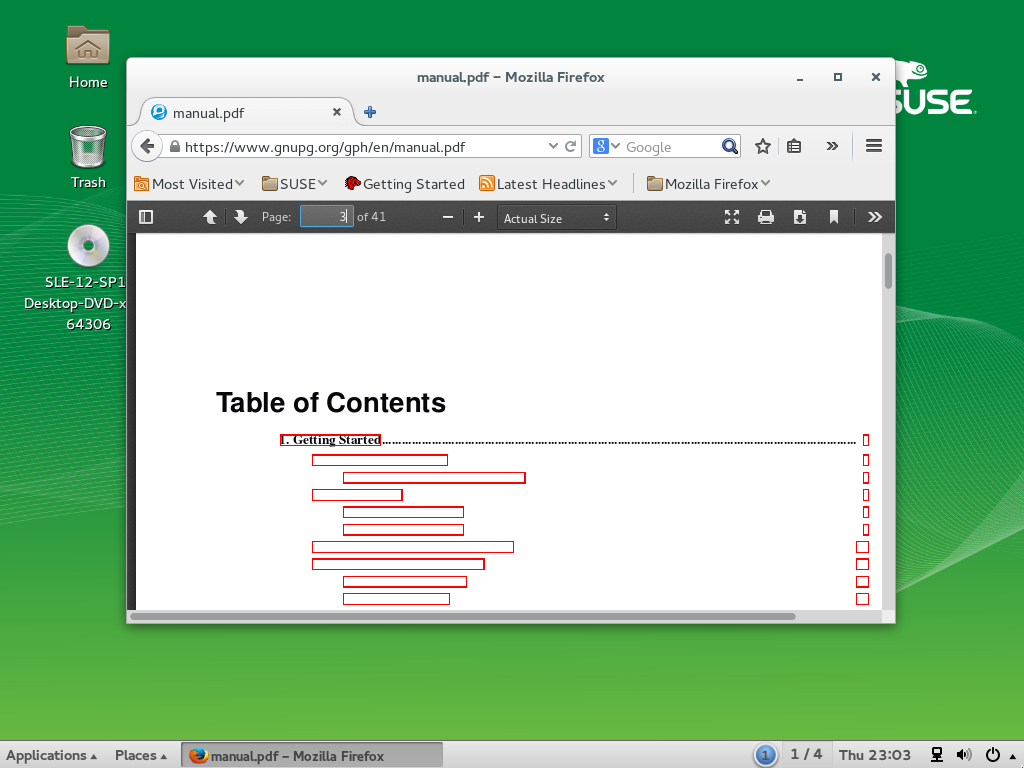 Home
Trash
SLE-12-SP1
Desktop-DVD-x
64306
SUSE
manual.pdf - Mozilla Firefox
manual.pdf
https://www.gnupg.org/gph/en/manual.pdf
8 Google
Most Visited SUSE Getting Started Latest Headlines Mozilla Firefox
Page: 3 of 41 Actual Size
Table of Contents
1. Getting Started
Applications Places manual.pdf - Mozilla Firefox 1 1 / 4 Thu 23:03